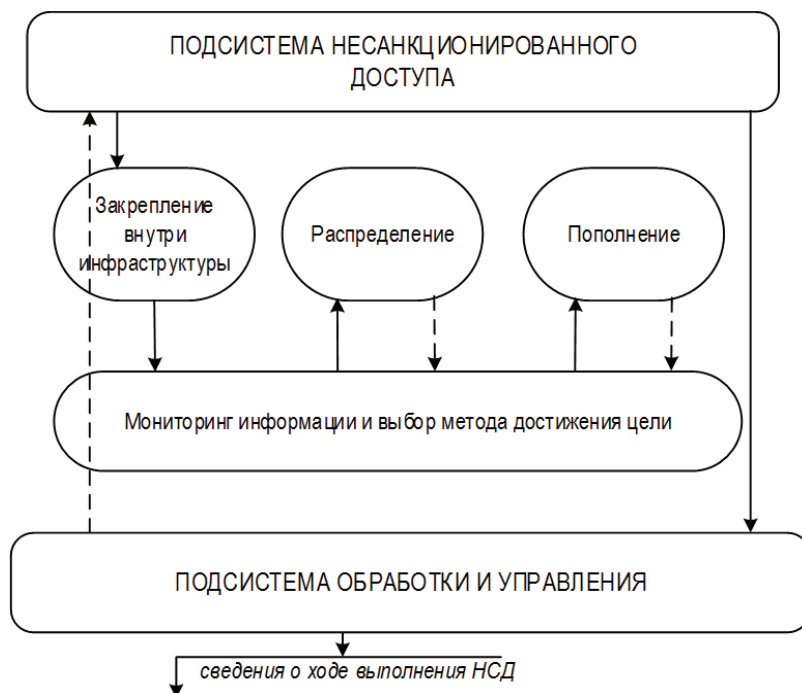 ПОДСИСТЕМА НЕСАНКЦИОНИРОВАННОГО
ДОСТУПА
Закрепление
внутри
инфраструктуры
Распределение
Пополнение
Мониторинг информации и выбор метода достижения цели
ПОДСИСТЕМА ОБРАБОТКИ И УПРАВЛЕНИЯ
сведения о ходе выполнения НСД